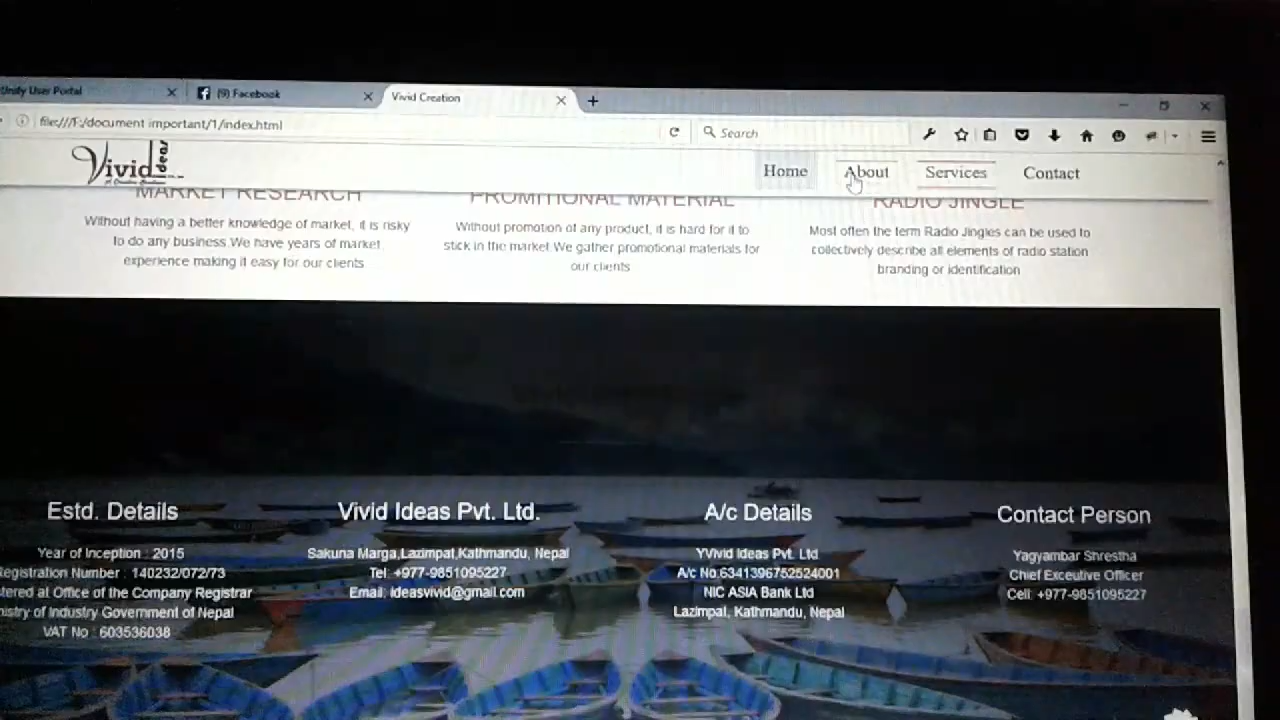 Unify User Portal
(9) Facebook
Vivid Creation
file:///F:/document important/1/index.html
Search
Vivid Ideas
Home
About
Services
Contact
MARKET RESEARCH
Without having a better knowledge of market, it is risky
to do any business.We have years of market
experience making it easy for our clients
PROMITIONAL MATERIAL
Without promotion of any product, it is hard for it to
stick in the market.We gather promotional materials for
our clients
RADIO JINGLE
Most often the term Radio Jingles can be used to
collectively describe all elements of radio station
branding or identification
Estd. Details
Year of Inception : 2015
Registration Number : 140232/072/73
tered at Office of the Company Registrar
nistry of Industry Government of Nepal
VAT No : 603536038
Vivid Ideas Pvt. Ltd.
Sakuna Marga,Lazimpat,Kathmandu, Nepal
Tel: +977-9851095227
Email: ideasvivid@gmail.com
A/c Details
YVivid Ideas Pvt. Ltd
A/c No:6341396752524001
NIC ASIA Bank Ltd
Lazimpat, Kathmandu, Nepal
Contact Person
Yagyambar Shrestha
Chief Exceutive Officer
Cell: +977-9851095227